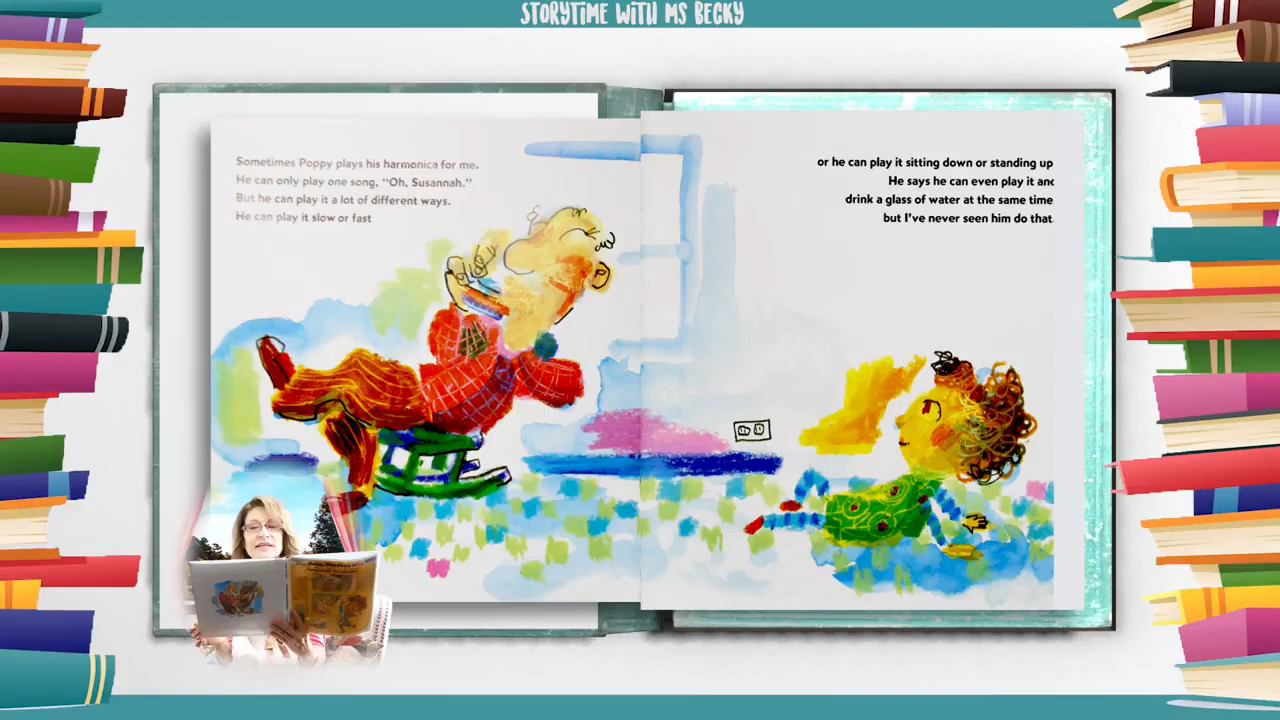 STORYTIME WITH MS BECKY
Sometimes Poppy plays his harmonica for me.
He can only play one song, “Oh, Susannah.”
But he can play it a lot of different ways.
He can play it slow or fast
or he can play it sitting down or standing up
He says he can even play it and
drink a glass of water at the same time
but I've never seen him do that
Hello, Goodbye